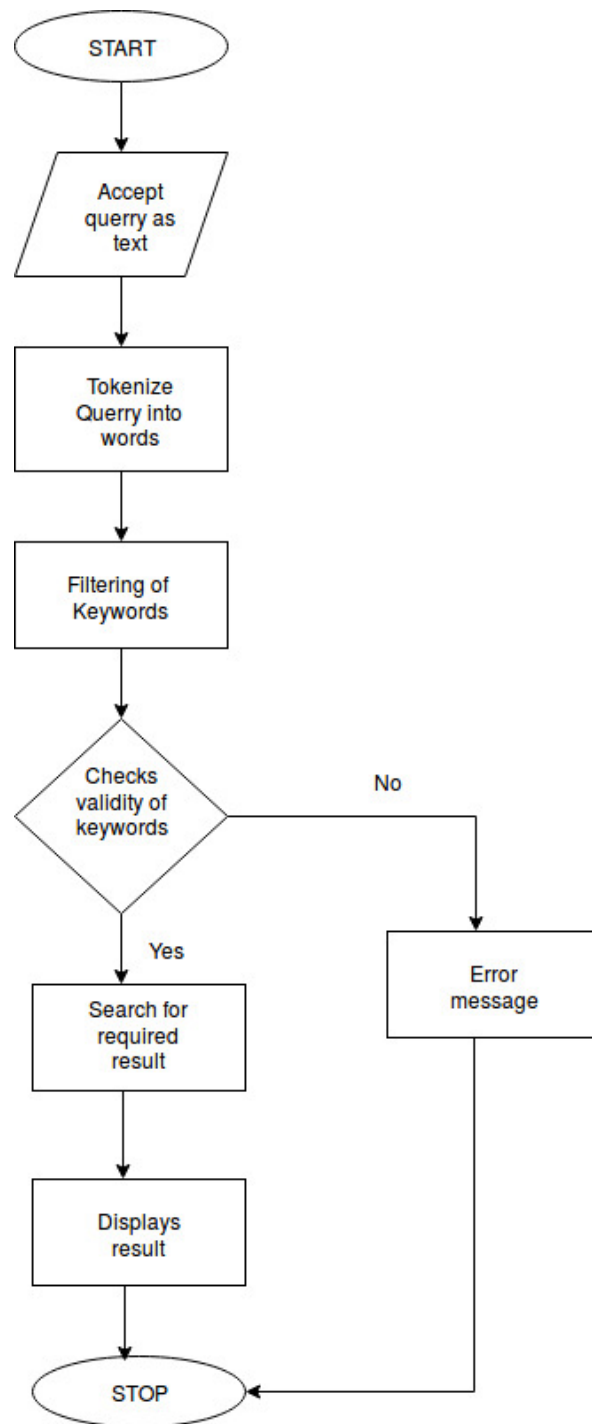 START
Accept
querry as
text
Tokenize
Querry into
words
Filtering of
Keywords
Checks
validity of
keywords
No
Yes
Error
message
Search for
required
result
Displays
result
STOP